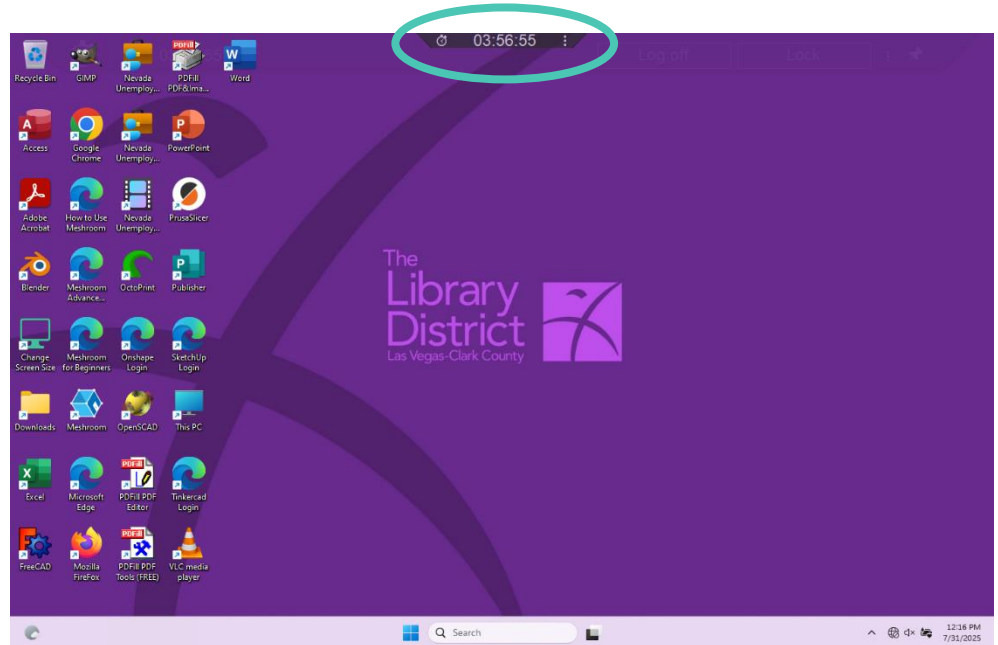 03:56:55
Log off
Lock
Recycle Bin
GIMP
Nevada
Unemploy...
PDFill
PDF&Ima...
Word
Access
Google
Chrome
Nevada
Unemploy...
PowerPoint
Adobe
Acrobat
How to Use
Meshroom
Nevada
Unemploy...
PrusaSlicer
Blender
Meshroom
Advance...
OctoPrint
Publisher
Change
Screen Size
Meshroom
for Beginners
Onshape
Login
SketchUp
Login
Downloads
Meshroom
OpenSCAD
This PC
Excel
Microsoft
Edge
PDFill PDF
Editor
Tinkercad
Login
FreeCAD
Mozilla
FireFox
PDFill PDF
Tools (FREE)
VLC media
player
The
Library
District
Las Vegas-Clark County
Search
12:16 PM
7/31/2025